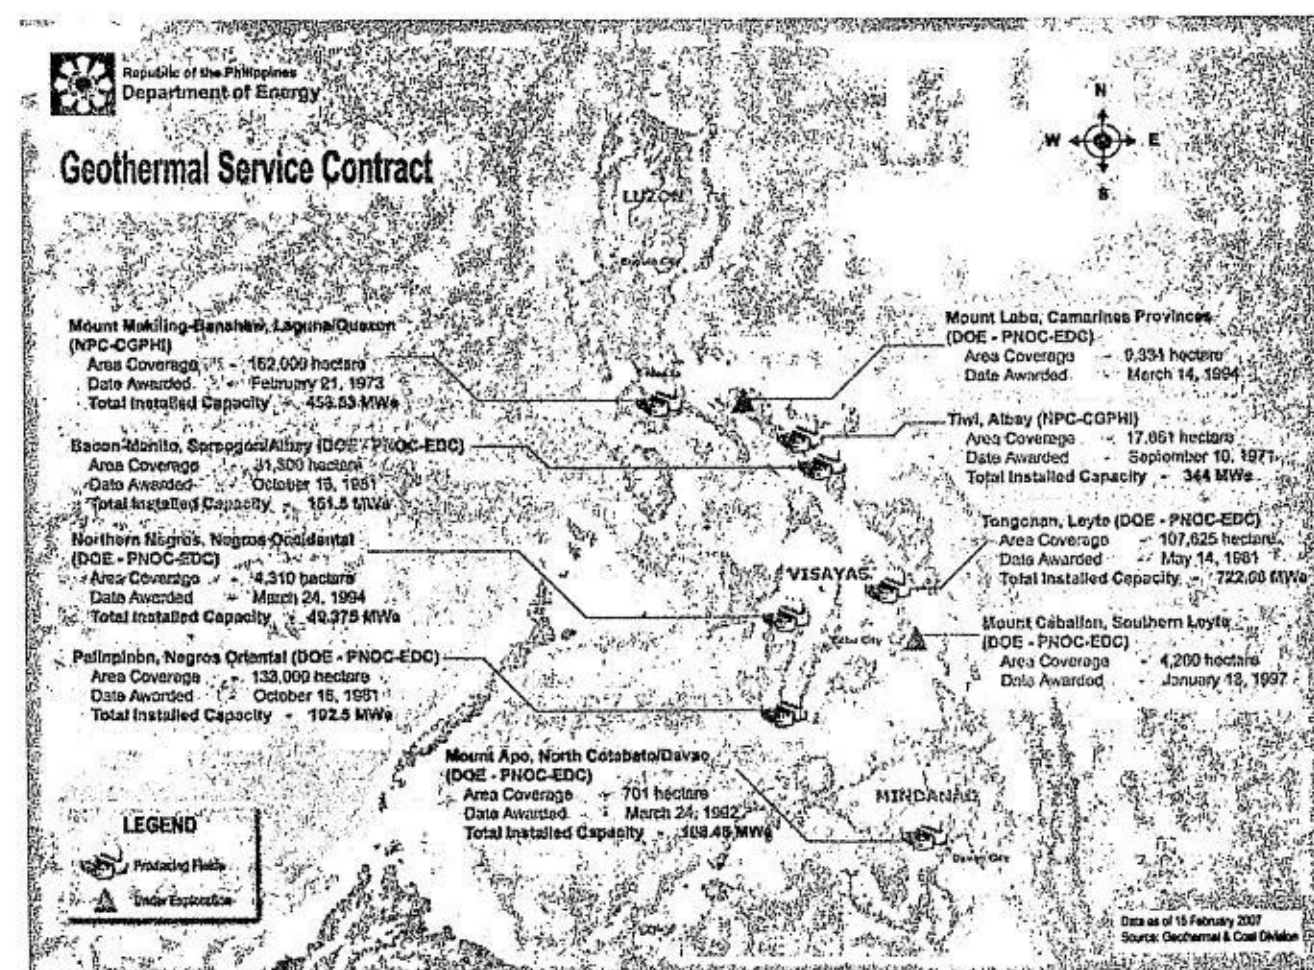 Republic of the Philippines
Department of Energy
Geothermal Service Contract
N
W E
S
LUZON
Mount Makiling-Banahaw, Laguna/Quezon
(NPC-CGPHI)
Area Coverage - 162,000 hectare
Date Awarded - February 21, 1973
Total Installed Capacity - 458.53 MWe
Bacon-Manito, Sorsogon/Albay (DOE - PNOC-EDC)
Area Coverage - 31,300 hectare
Date Awarded - October 16, 1981
Total Installed Capacity - 151.5 MWe
Northern Negros, Negros Occidental
(DOE - PNOC-EDC)
Area Coverage - 4,310 hectare
Date Awarded - March 24, 1994
Total Installed Capacity - 49.375 MWe
Palinpinon, Negros Oriental (DOE - PNOC-EDC)
Area Coverage - 133,000 hectare
Date Awarded - October 16, 1981
Total Installed Capacity - 192.5 MWe
Mount Labo, Camarines Provinces
(DOE - PNOC-EDC)
Area Coverage - 9,331 hectare
Date Awarded - March 14, 1994
Tiwi, Albay (NPC-CGPHI)
Area Coverage - 17,661 hectare
Date Awarded - September 10, 1971
Total Installed Capacity - 344 MWe
Tongonan, Leyte (DOE - PNOC-EDC)
Area Coverage - 107,625 hectare
Date Awarded - May 14, 1981
Total Installed Capacity - 722.68 MWe
VISAYAS
Cebu City
Mount Cabalian, Southern Leyte
(DOE - PNOC-EDC)
Area Coverage - 4,200 hectare
Date Awarded - January 13, 1997
Mount Apo, North Cotabato/Davao
(DOE - PNOC-EDC)
Area Coverage - 701 hectare
Date Awarded - March 24, 1992
Total Installed Capacity - 108.48 MWe
MINDANAO
Davao City
LEGEND
Producing Fields
Under Exploration
Data as of 15 February 2007
Source: Geothermal & Coal Division